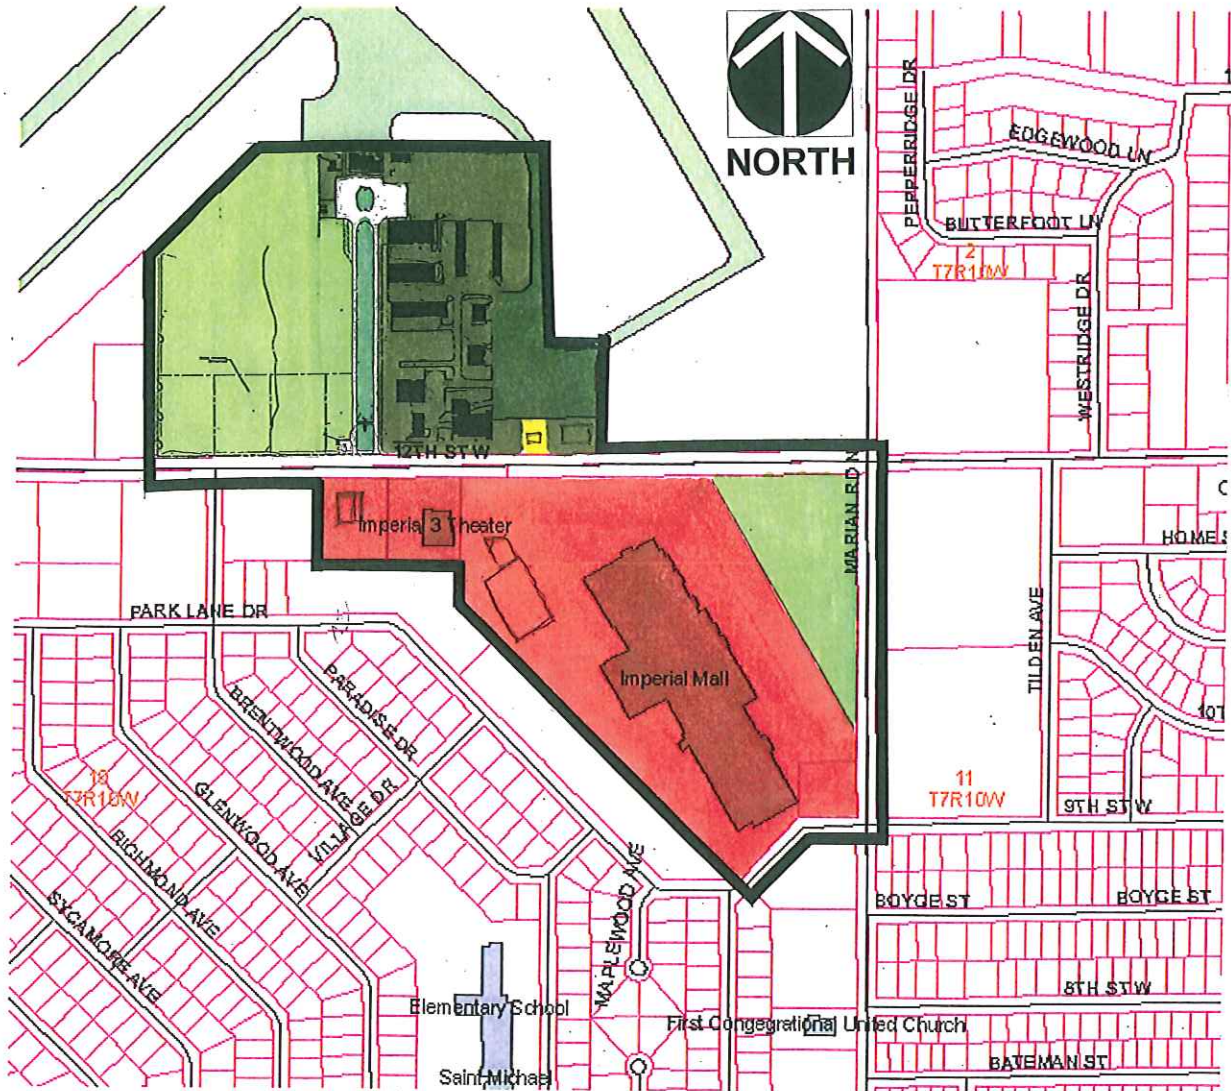 NORTH
PEPPERRIDGE DR
EDGEWOOD LN
BUTTERFOOT LN
2
T7R10W
WESTRIDGE DR
12TH ST W
MARIAN RD N
Imperial 3 Theater
HOME
PARK LANE DR
TILDEN AVE
Imperial Mall
PARADISE DR
BRENTWOOD AVE
VILLAGE DR
10T
T7R10W
11
T7R10W
GLENWOOD AVE
9TH ST W
RICHMOND AVE
SYCAMORE AVE
MAPLEWOOD AVE
BOYCE ST
BOYCE ST
8TH ST W
Elementary School
First Congegrational United Church
BATEMAN ST
Saint Michael